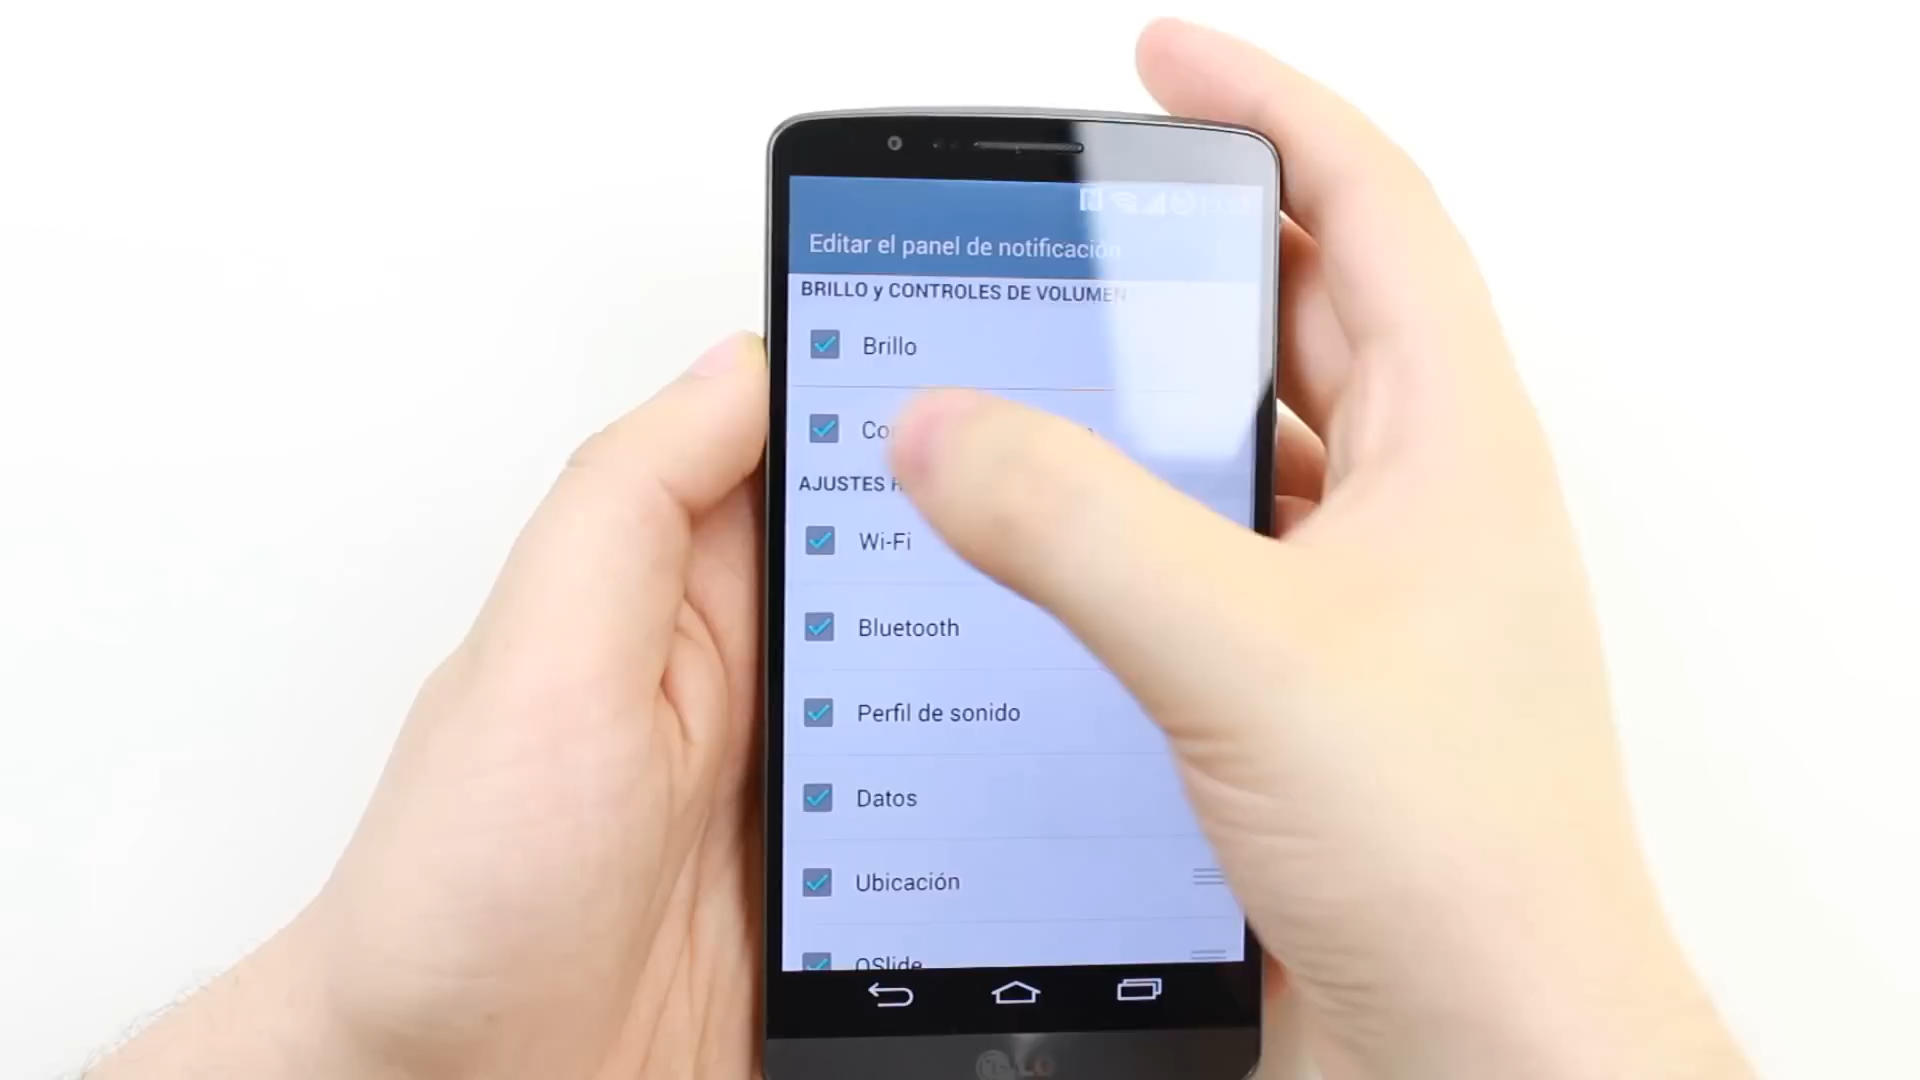 Editar el panel de notificación
BRILLO y CONTROLES DE VOLUMEN
Brillo
AJUSTES
Wi-Fi
Bluetooth
Perfil de sonido
Datos
Ubicación
QSlide
LG